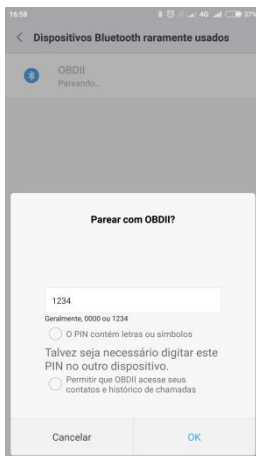 16:58
4G
37%
< Dispositivos Bluetooth raramente usados
OBDII
Pareando...
Parear com OBDII?
1234
Geralmente, 0000 ou 1234
O PIN contém letras ou símbolos
Talvez seja necessário digitar este
PIN no outro dispositivo.
Permitir que OBDII acesse seus
contatos e histórico de chamadas
Cancelar
OK